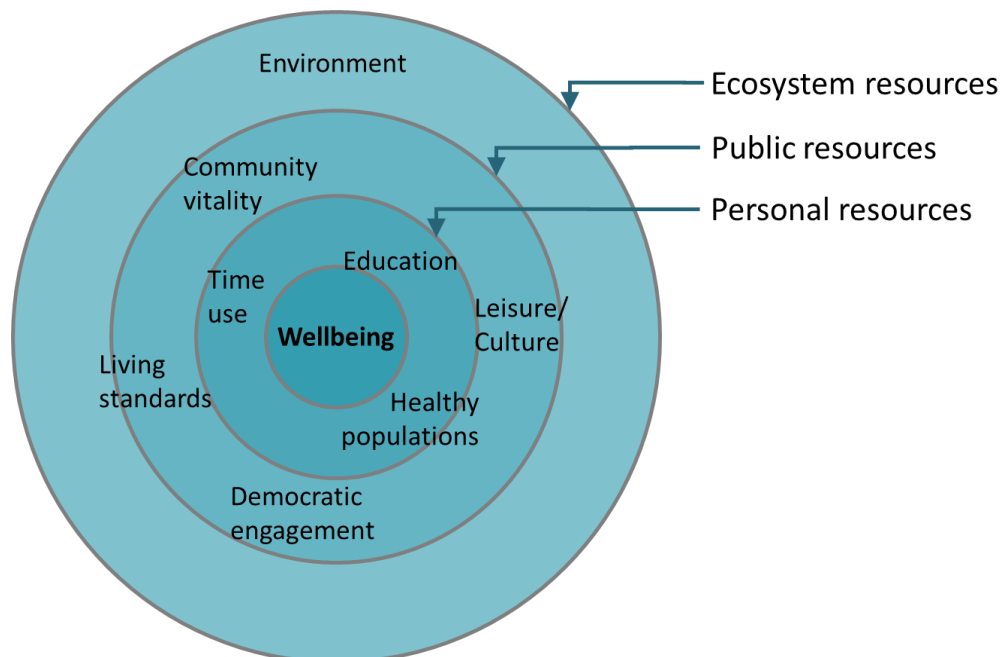 Environment
Ecosystem resources
Public resources
Community
vitality
Personal resources
Education
Time
use
Leisure/
Culture
Wellbeing
Living
standards
Healthy
populations
Democratic
engagement